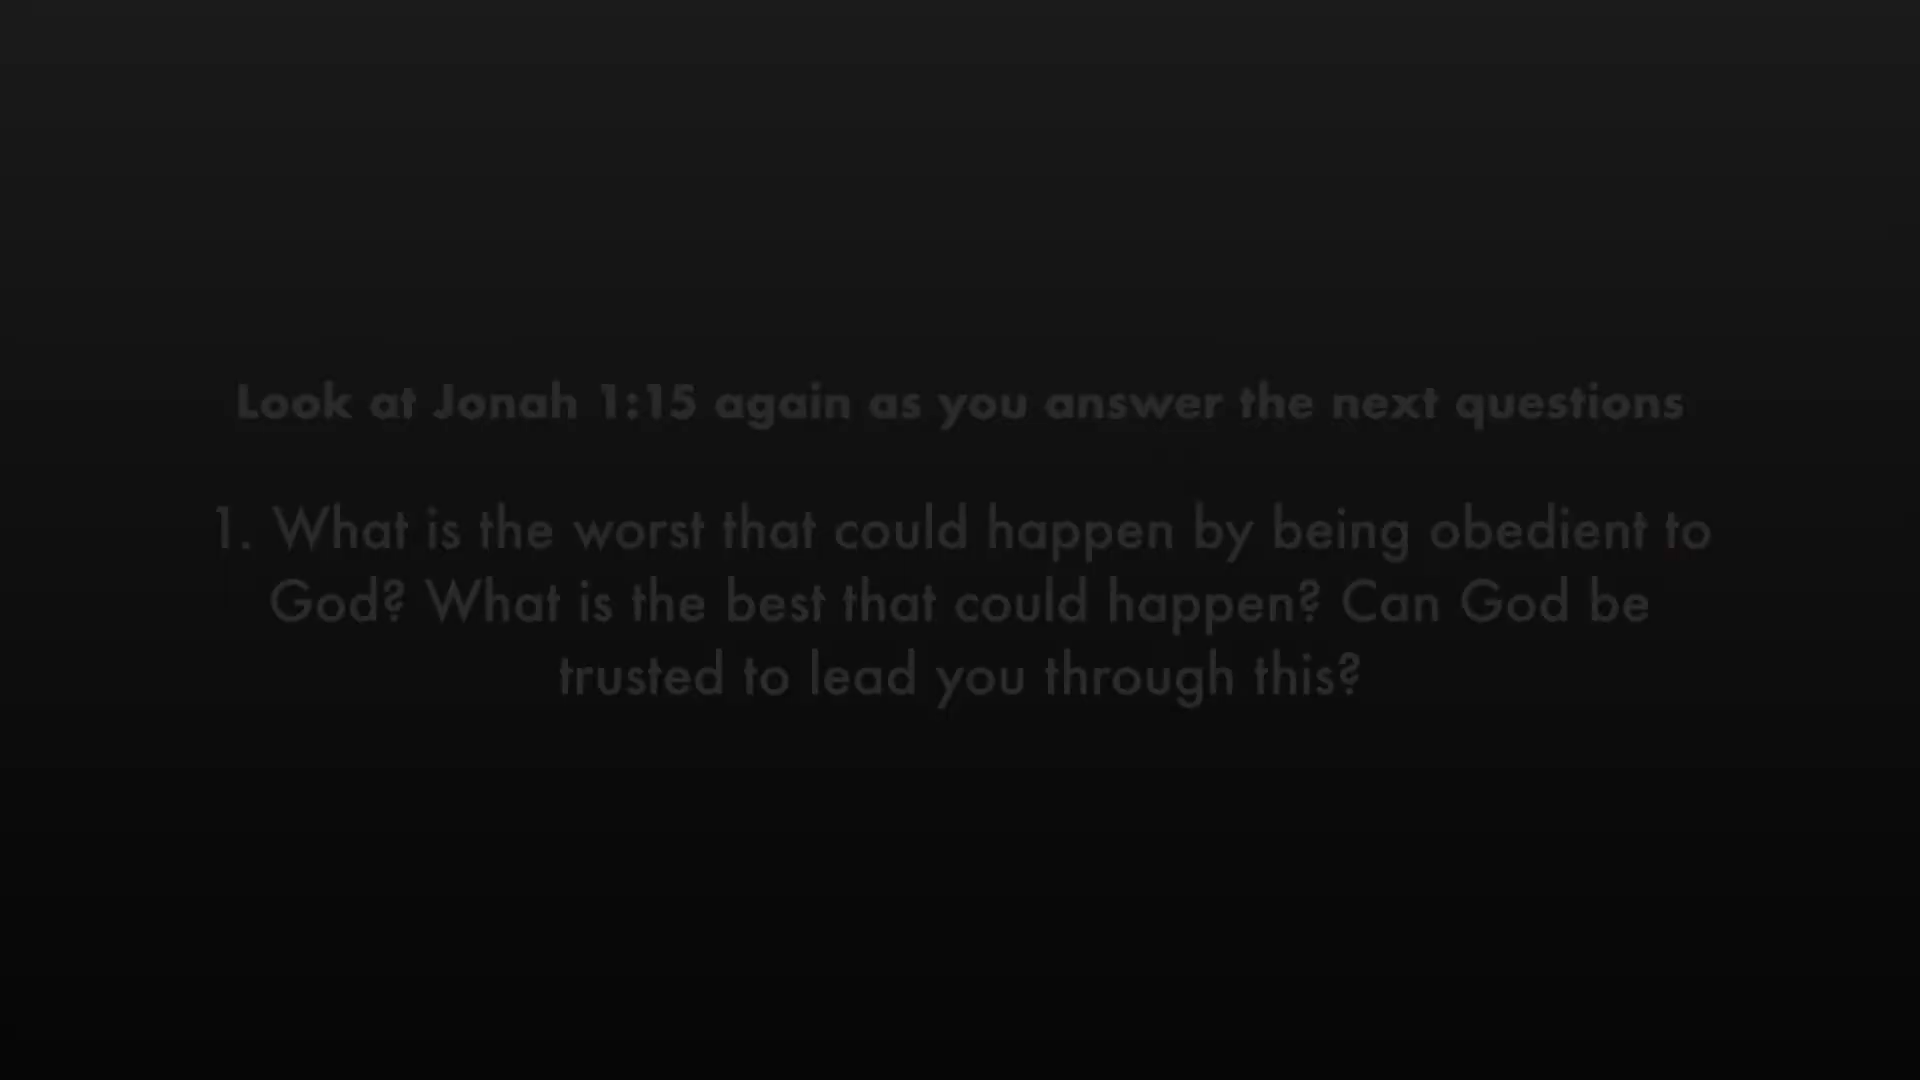 Look at Jonah 1:15 again as you answer the next questions
1. What is the worst that could happen by being obedient to
God? What is the best that could happen? Can God be
trusted to lead you through this?